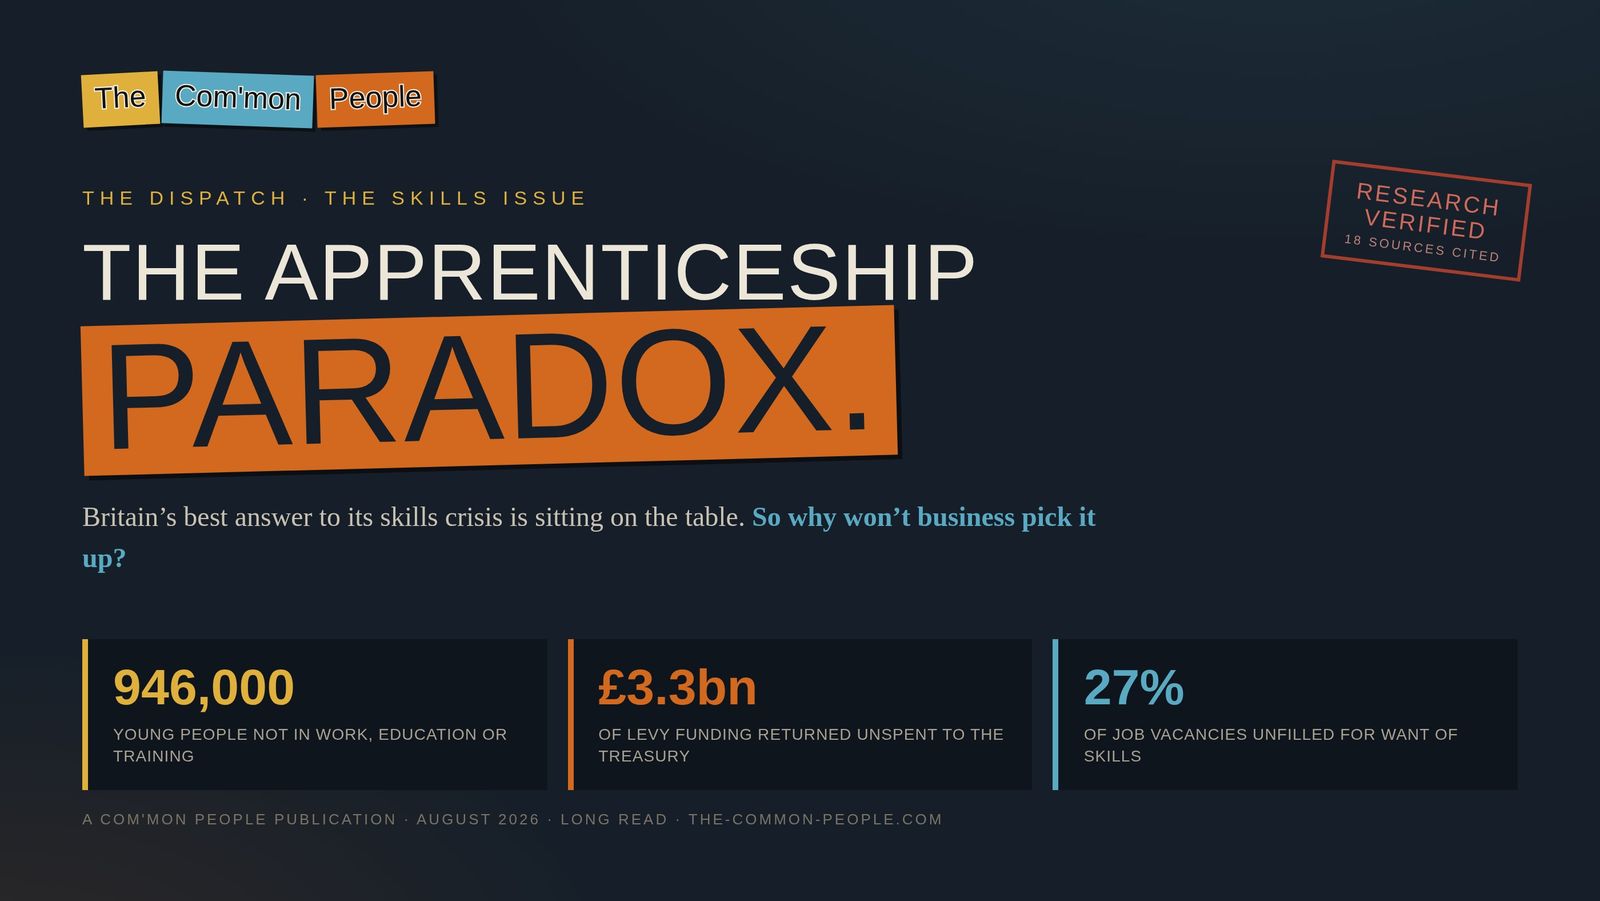 The Com'mon People
THE DISPATCH · THE SKILLS ISSUE
RESEARCH
VERIFIED
18 SOURCES CITED
THE APPRENTICESHIP
PARADOX.
Britain’s best answer to its skills crisis is sitting on the table. So why won’t business pick it
up?
946,000
YOUNG PEOPLE NOT IN WORK, EDUCATION OR
TRAINING
£3.3bn
OF LEVY FUNDING RETURNED UNSPENT TO THE
TREASURY
27%
OF JOB VACANCIES UNFILLED FOR WANT OF
SKILLS
A COM'MON PEOPLE PUBLICATION · AUGUST 2026 · LONG READ · THE-COMMON-PEOPLE.COM